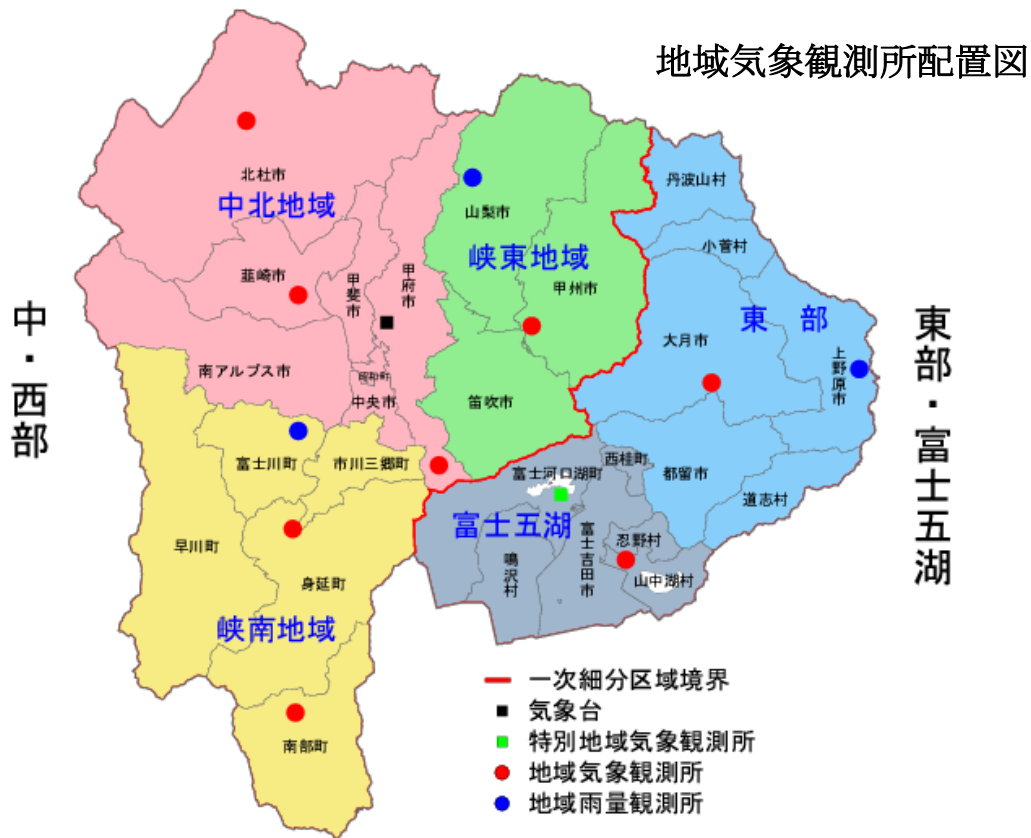 地域気象観測所配置図
北杜市
中北地域
韮崎市
甲斐市
甲府市
南アルプス市
昭和町
中央市
山梨市
峡東地域
甲州市
笛吹市
丹波山村
小菅村
東 部
大月市
上野原市
都留市
道志村
中・西部
東部・富士五湖
富士川町
市川三郷町
早川町
身延町
峡南地域
南部町
富士河口湖町
西桂町
富士五湖
鳴沢村
富士吉田市
忍野村
山中湖村
一次細分区域境界
気象台
特別地域気象観測所
地域気象観測所
地域雨量観測所